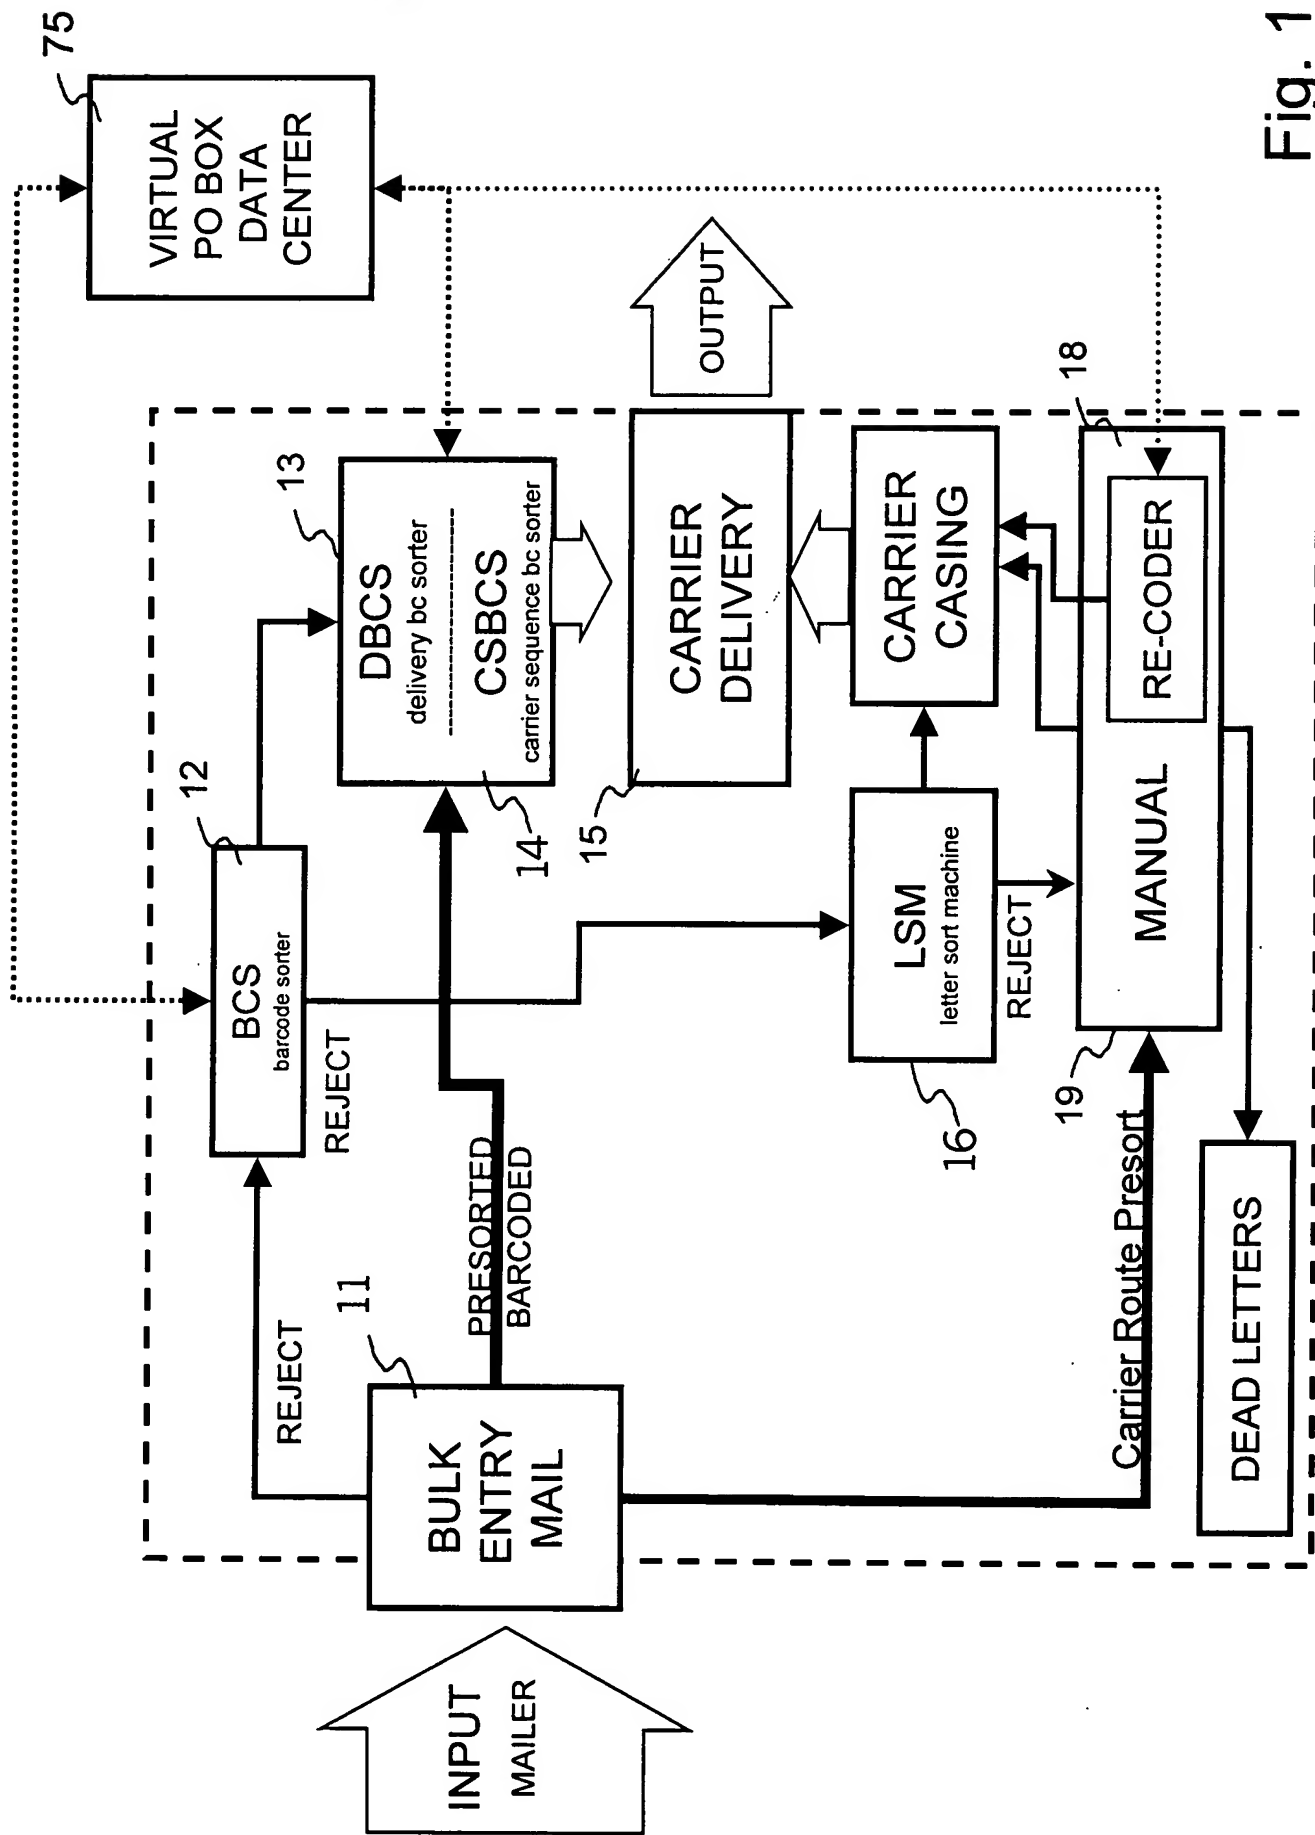 75
VIRTUAL
PO BOX
DATA
CENTER
12
BCS
barcode sorter
REJECT
REJECT
13
DBCS
delivery bc sorter
CSBCS
carrier sequence bc sorter
14
INPUT
MAILER
11
BULK
ENTRY
MAIL
PRESORTED
BARCODED
15
CARRIER
DELIVERY
OUTPUT
16
LSM
letter sort machine
REJECT
CARRIER
CASING
18
19
MANUAL
RE-CODER
Carrier Route Presort
DEAD LETTERS
Fig. 1